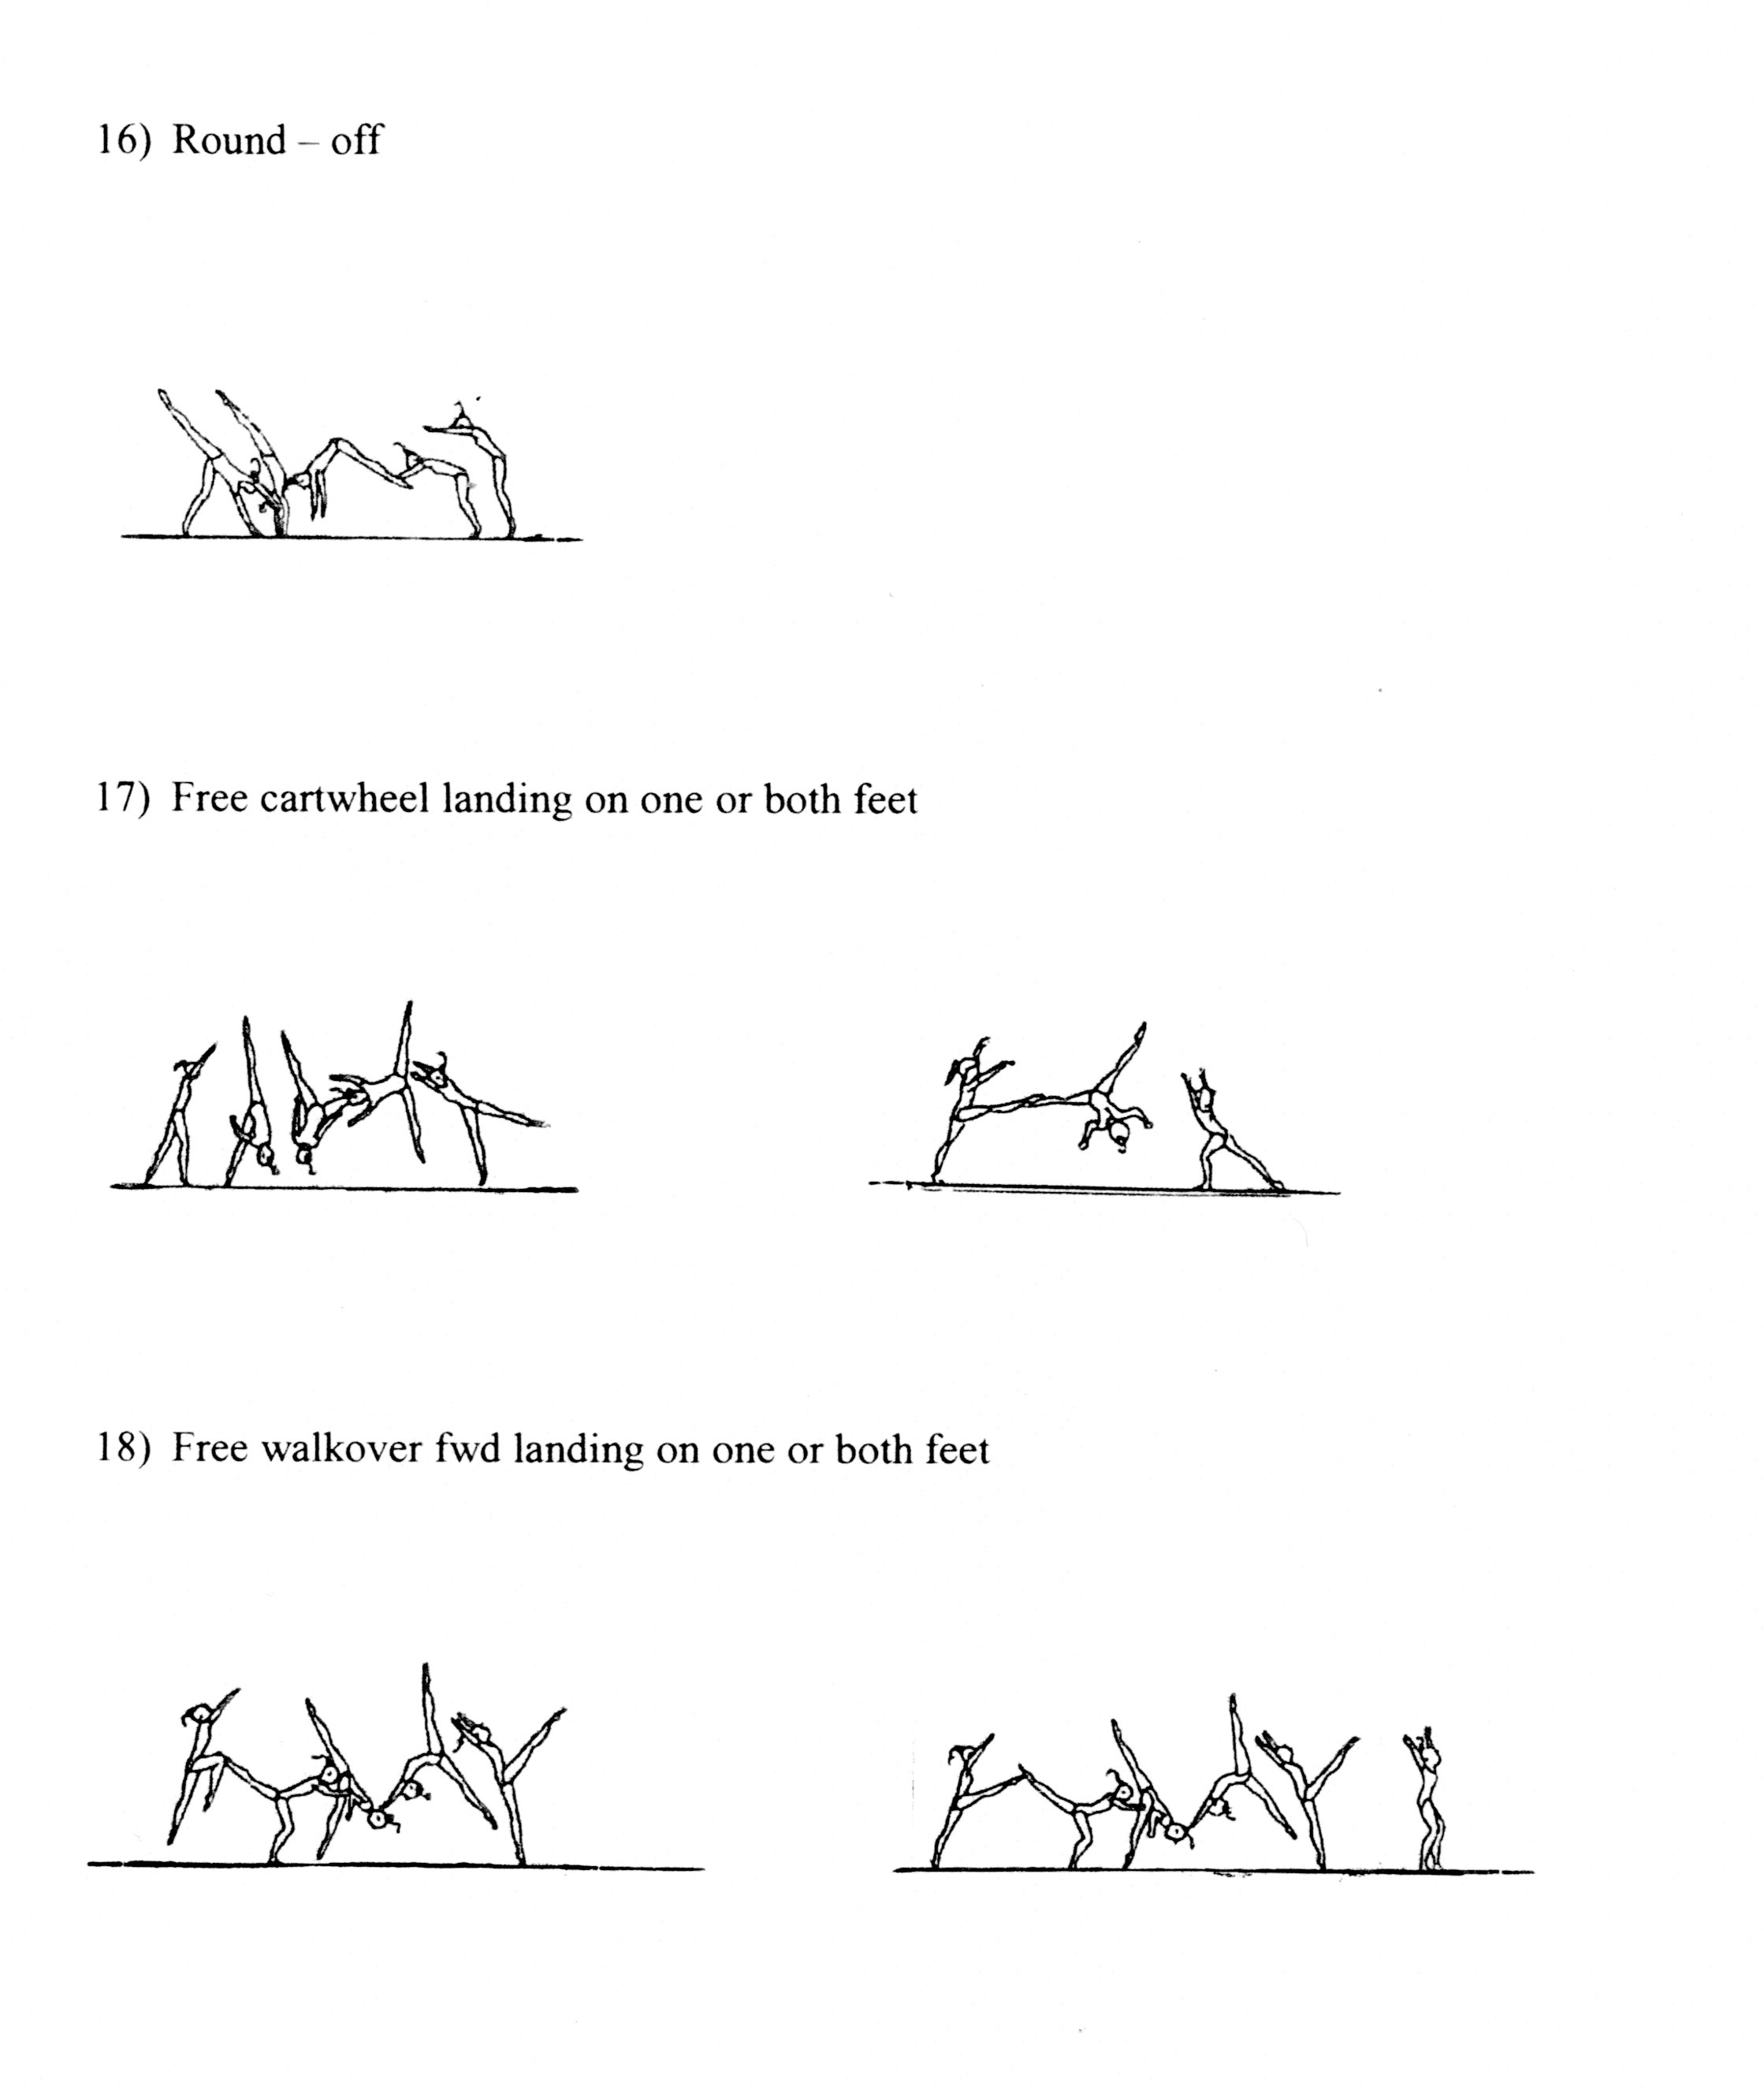 16) Round – off
17) Free cartwheel landing on one or both feet
18) Free walkover fwd landing on one or both feet